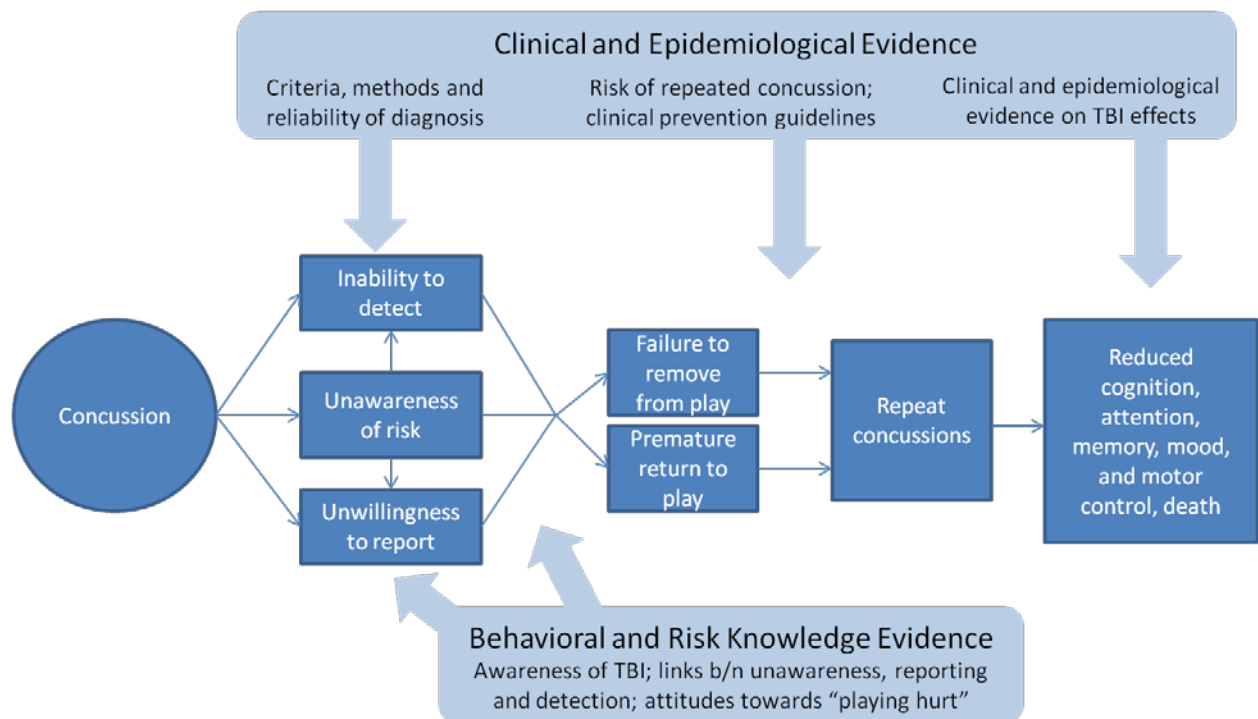 Clinical and Epidemiological Evidence
Criteria, methods and
reliability of diagnosis
Risk of repeated concussion;
clinical prevention guidelines
Clinical and epidemiological
evidence on TBI effects
Concussion
Inability to
detect
Unawareness
of risk
Unwillingness
to report
Failure to
remove
from play
Premature
return to
play
Repeat
concussions
Reduced
cognition,
attention,
memory, mood,
and motor
control, death
Behavioral and Risk Knowledge Evidence
Awareness of TBI; links b/n unawareness, reporting
and detection; attitudes towards “playing hurt”